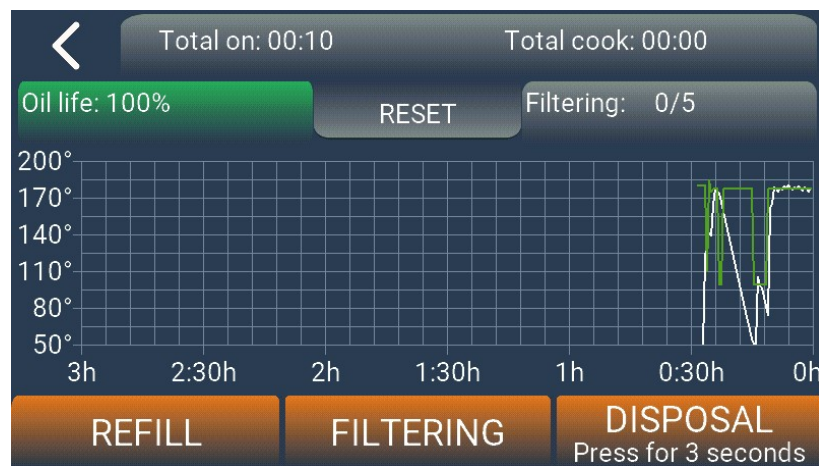 Total on: 00:10 Total cook: 00:00
Oil life: 100% RESET Filtering: 0/5
200°
170°
140°
110°
80°
50°
3h 2:30h 2h 1:30h 1h 0:30h 0h
REFILL FILTERING DISPOSAL
Press for 3 seconds